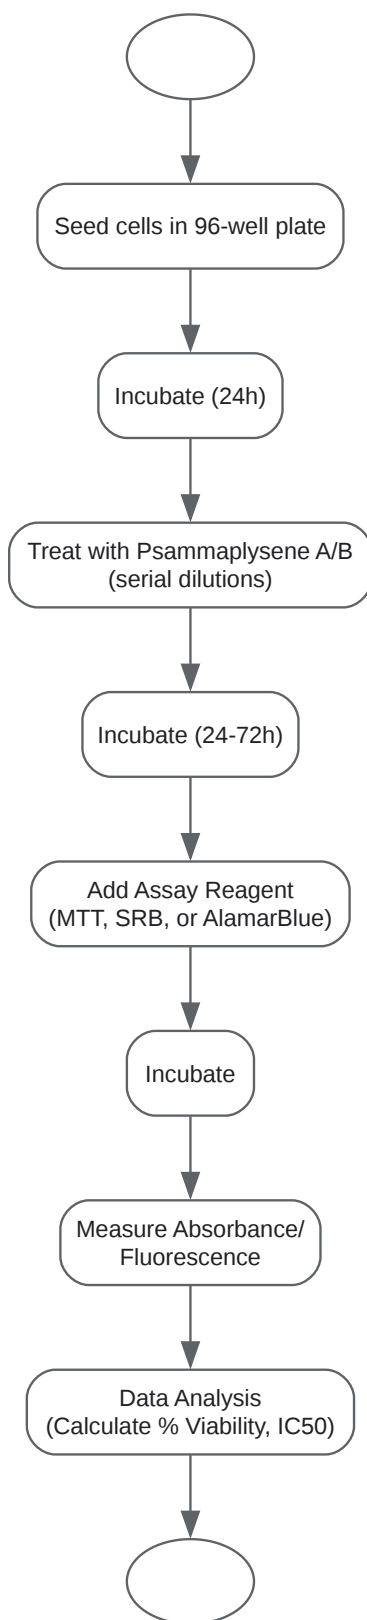 Seed cells in 96-well plate
Incubate (24h)
Treat with Psammaplysene A/B
(serial dilutions)
Incubate (24-72h)
Add Assay Reagent
(MTT, SRB, or AlamarBlue)
Incubate
Measure Absorbance/
Fluorescence
Data Analysis
(Calculate % Viability, IC50)